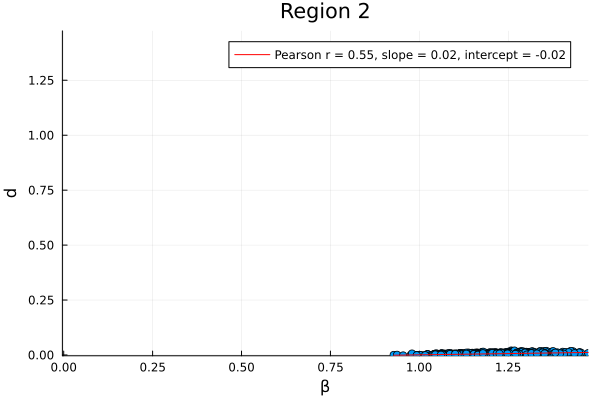 Region 2
Pearson r = 0.55, slope = 0.02, intercept = -0.02
d
1.25
1.00
0.75
0.50
0.25
0.00
0.00 0.25 0.50 0.75 1.00 1.25
β